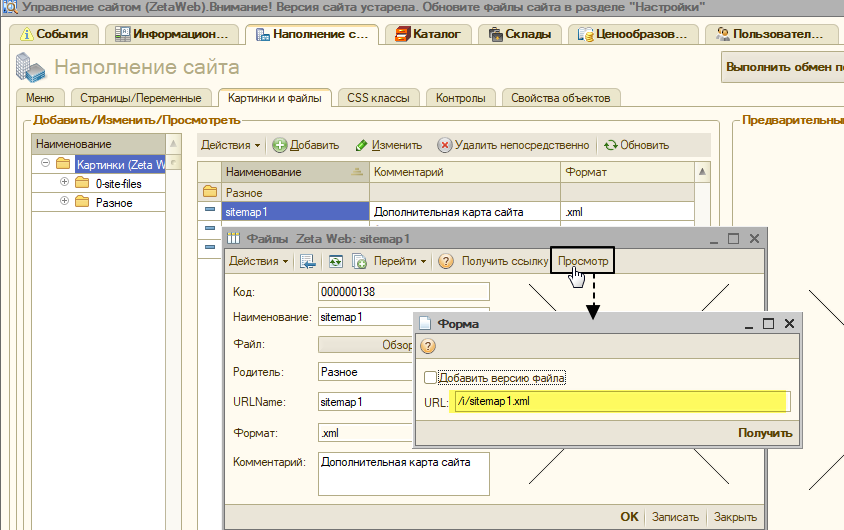 Управление сайтом (ZetaWeb).Внимание! Версия сайта устарела. Обновите файлы сайта в разделе "Настройки"
События Информацион... Наполнение с... Каталог Склады Ценообразов... Пользовател...
Наполнение сайта
Выполнить обмен по
Меню Страницы/Переменные Картинки и файлы CSS классы Контролы Свойства объектов
Добавить/Изменить/Просмотреть
Предварительны
Наименование
Картинки (Zeta W
0-site-files
Разное
Действия Добавить Изменить Удалить непосредственно Обновить
Наименование Комментарий Формат
Разное
sitemap1 Дополнительная карта сайта .xml
Файлы Zeta Web: sitemap1
Действия Перейти Получить ссылку Просмотр
Код: 000000138
Наименование: sitemap1
Файл: Обзор
Родитель: Разное
URLName: sitemap1
Формат: .xml
Комментарий: Дополнительная карта сайта
Форма
Добавить версию файла
URL: /i/sitemap1.xml
Получить
OK Записать Закрыть